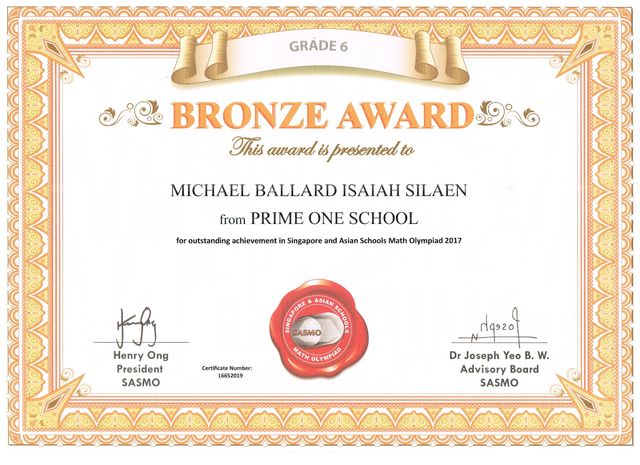 GRADE 6
BRONZE AWARD
This award is presented to
MICHAEL BALLARD ISAIAH SILAEN
from PRIME ONE SCHOOL
for outstanding achievement in Singapore and Asian Schools Math Olympiad 2017
SINGAPORE & ASIAN SCHOOLS
SASMO
MATH OLYMPIAD
Henry Ong
President
SASMO
Certificate Number:
16652019
Dr Joseph Yeo B. W.
Advisory Board
SASMO